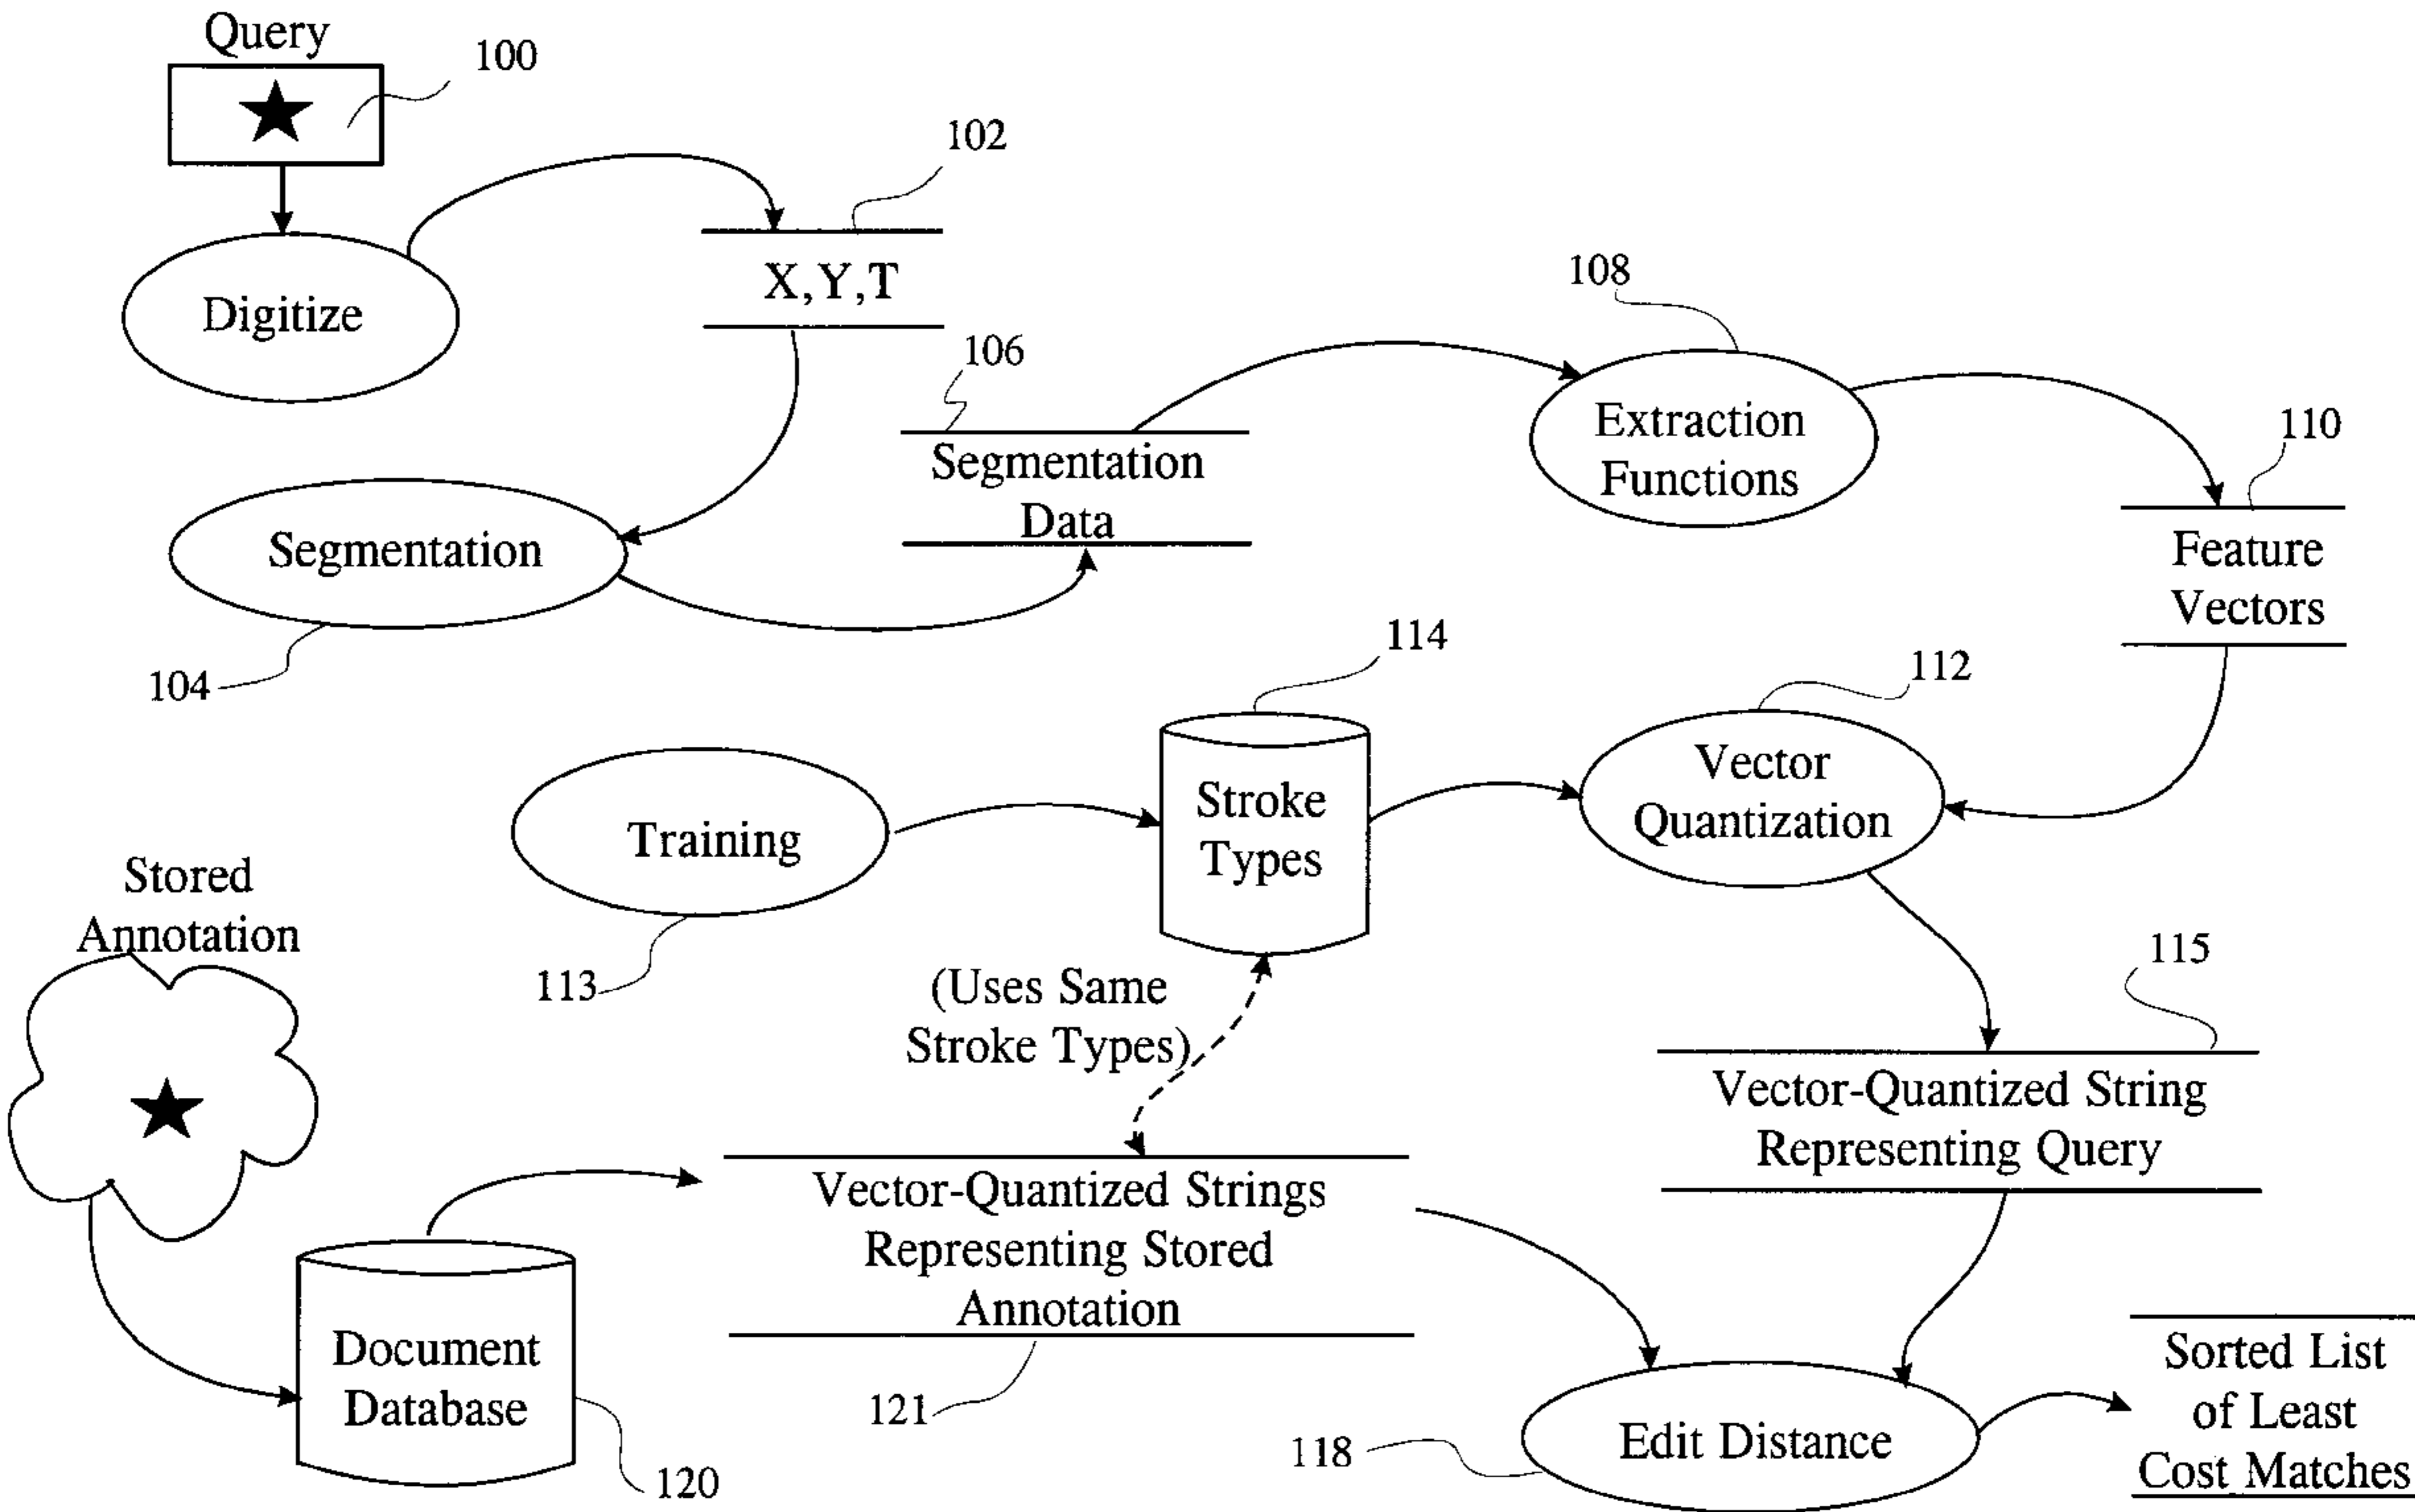 Query
100
102
Digitize
X,Y,T
108
106
Extraction
Functions
110
Segmentation
Data
Segmentation
Feature
Vectors
104
114
112
Vector
Quantization
Stroke
Types
Training
Stored
Annotation
113
(Uses Same
Stroke Types)
115
Vector-Quantized String
Representing Query
Vector-Quantized Strings
Representing Stored
Annotation
Document
Database
121
120
118
Edit Distance
Sorted List
of Least
Cost Matches